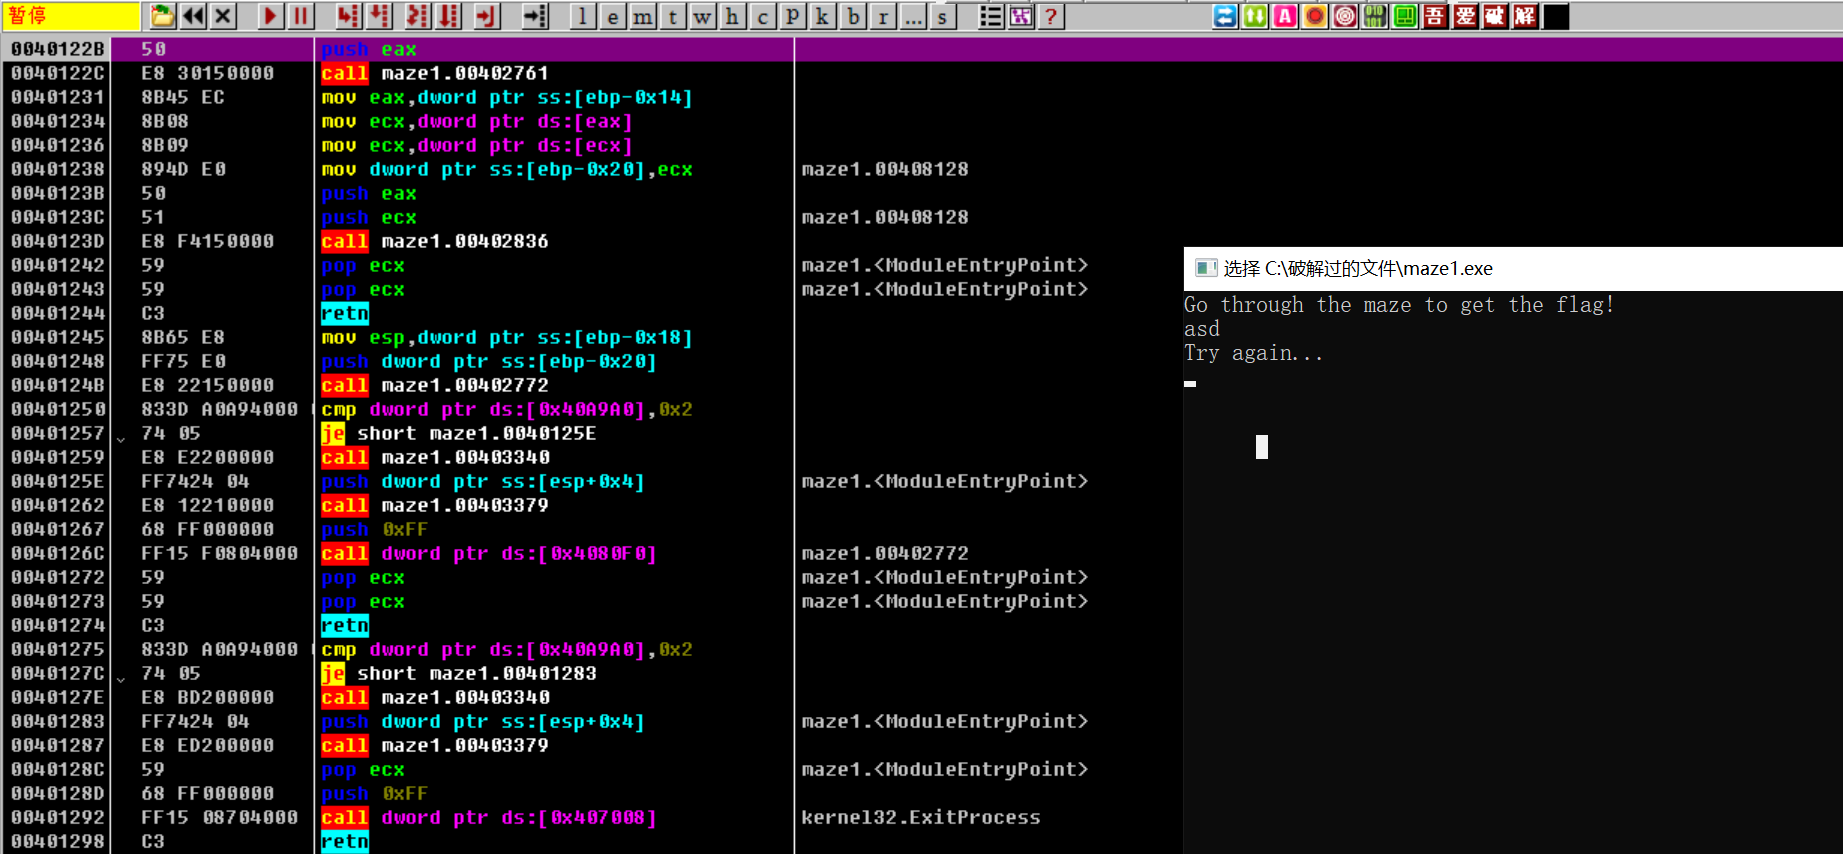 暂停
l e m t w h c p k b r ... s ? A 010 101 吾 爱 破 解
0040122B 50 push eax
0040122C E8 30150000 call maze1.00402761
00401231 8B45 EC mov eax,dword ptr ss:[ebp-0x14]
00401234 8B08 mov ecx,dword ptr ds:[eax]
00401236 8B09 mov ecx,dword ptr ds:[ecx]
00401238 894D E0 mov dword ptr ss:[ebp-0x20],ecx maze1.00408128
0040123B 50 push eax
0040123C 51 push ecx maze1.00408128
0040123D E8 F4150000 call maze1.00402836
00401242 59 pop ecx maze1.<ModuleEntryPoint>
00401243 59 pop ecx maze1.<ModuleEntryPoint>
00401244 C3 retn
00401245 8B65 E8 mov esp,dword ptr ss:[ebp-0x18]
00401248 FF75 E0 push dword ptr ss:[ebp-0x20]
0040124B E8 22150000 call maze1.00402772
00401250 833D A0A94000 cmp dword ptr ds:[0x40A9A0],0x2
00401257 74 05 je short maze1.0040125E
00401259 E8 E2200000 call maze1.00403340
0040125E FF7424 04 push dword ptr ss:[esp+0x4] maze1.<ModuleEntryPoint>
00401262 E8 12210000 call maze1.00403379
00401267 68 FF000000 push 0xFF
0040126C FF15 F0804000 call dword ptr ds:[0x4080F0] maze1.00402772
00401272 59 pop ecx maze1.<ModuleEntryPoint>
00401273 59 pop ecx maze1.<ModuleEntryPoint>
00401274 C3 retn
00401275 833D A0A94000 cmp dword ptr ds:[0x40A9A0],0x2
0040127C 74 05 je short maze1.00401283
0040127E E8 BD200000 call maze1.00403340
00401283 FF7424 04 push dword ptr ss:[esp+0x4] maze1.<ModuleEntryPoint>
00401287 E8 ED200000 call maze1.00403379
0040128C 59 pop ecx maze1.<ModuleEntryPoint>
0040128D 68 FF000000 push 0xFF
00401292 FF15 08704000 call dword ptr ds:[0x407008] kernel32.ExitProcess
00401298 C3 retn
选择 C:\破解过的文件\maze1.exe
Go through the maze to get the flag!
asd
Try again...